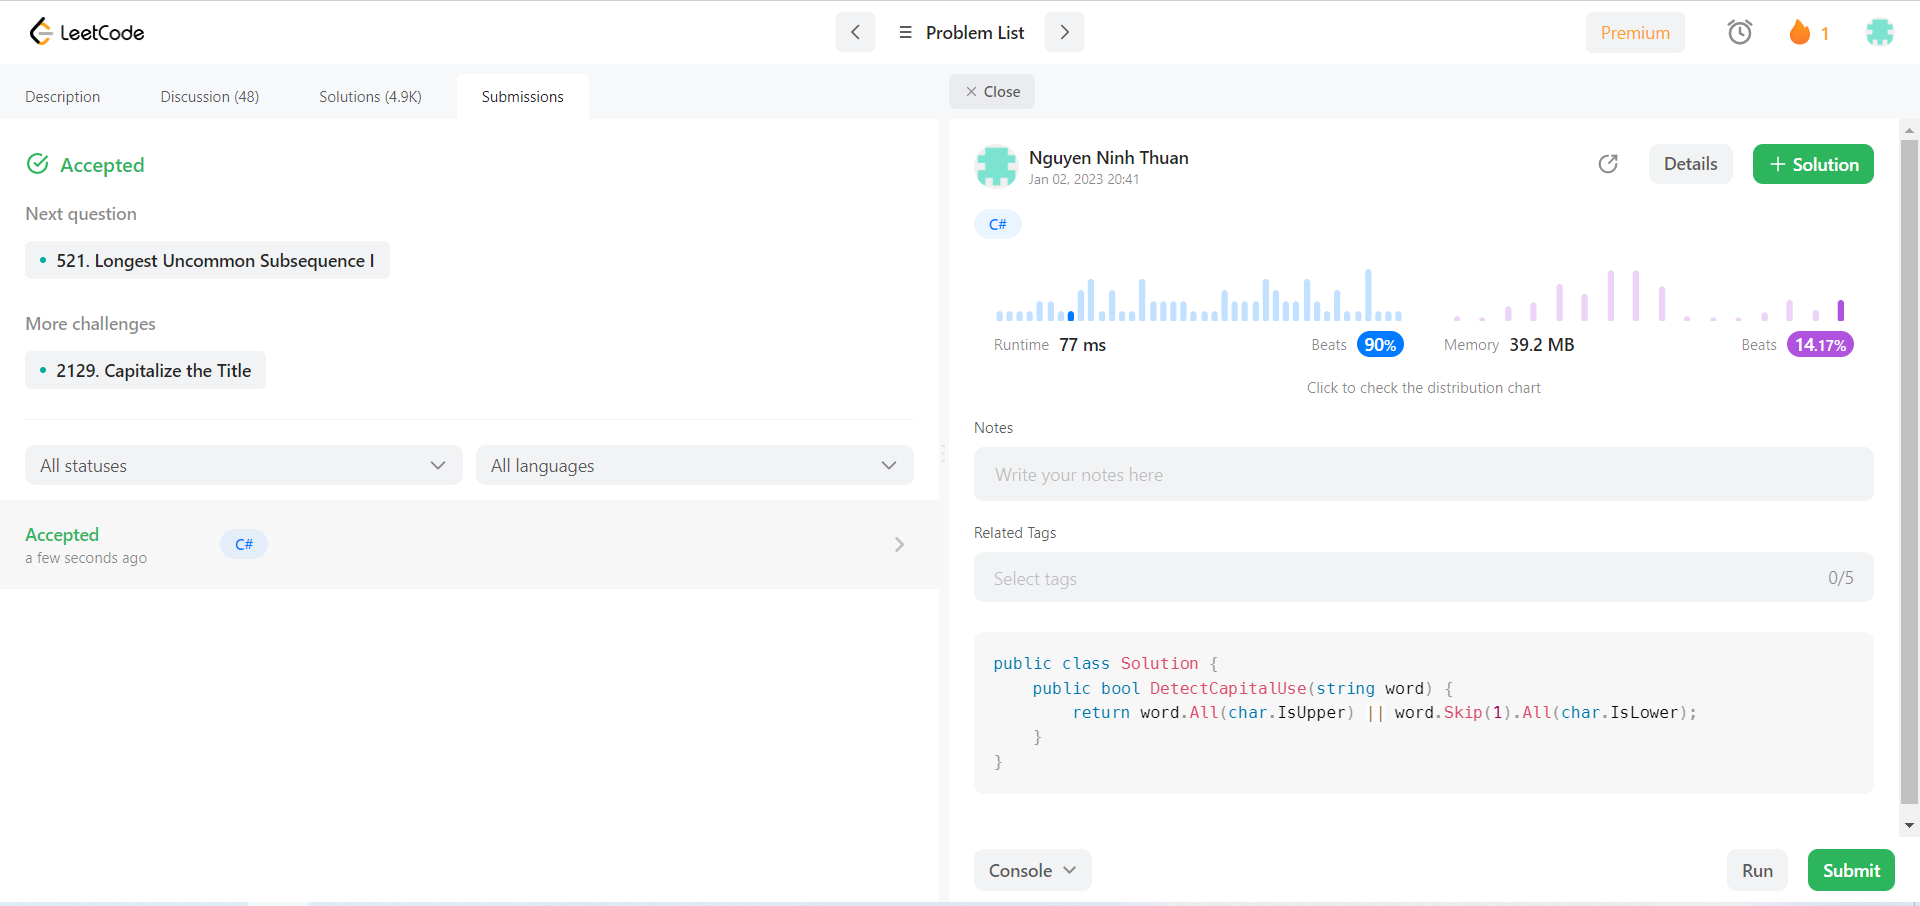 LeetCode
Problem List
Premium
1
Description
Discussion (48)
Solutions (4.9K)
Submissions
Close
Accepted
Next question
521. Longest Uncommon Subsequence I
More challenges
2129. Capitalize the Title
All statuses
All languages
Accepted
a few seconds ago
C#
Nguyen Ninh Thuan
Jan 02, 2023 20:41
Details
+ Solution
C#
Runtime 77 ms
Beats 90%
Memory 39.2 MB
Beats 14.17%
Click to check the distribution chart
Notes
Write your notes here
Related Tags
Select tags
0/5
public class Solution {
    public bool DetectCapitalUse(string word) {
        return word.All(char.IsUpper) || word.Skip(1).All(char.IsLower);
    }
}
Console
Run
Submit